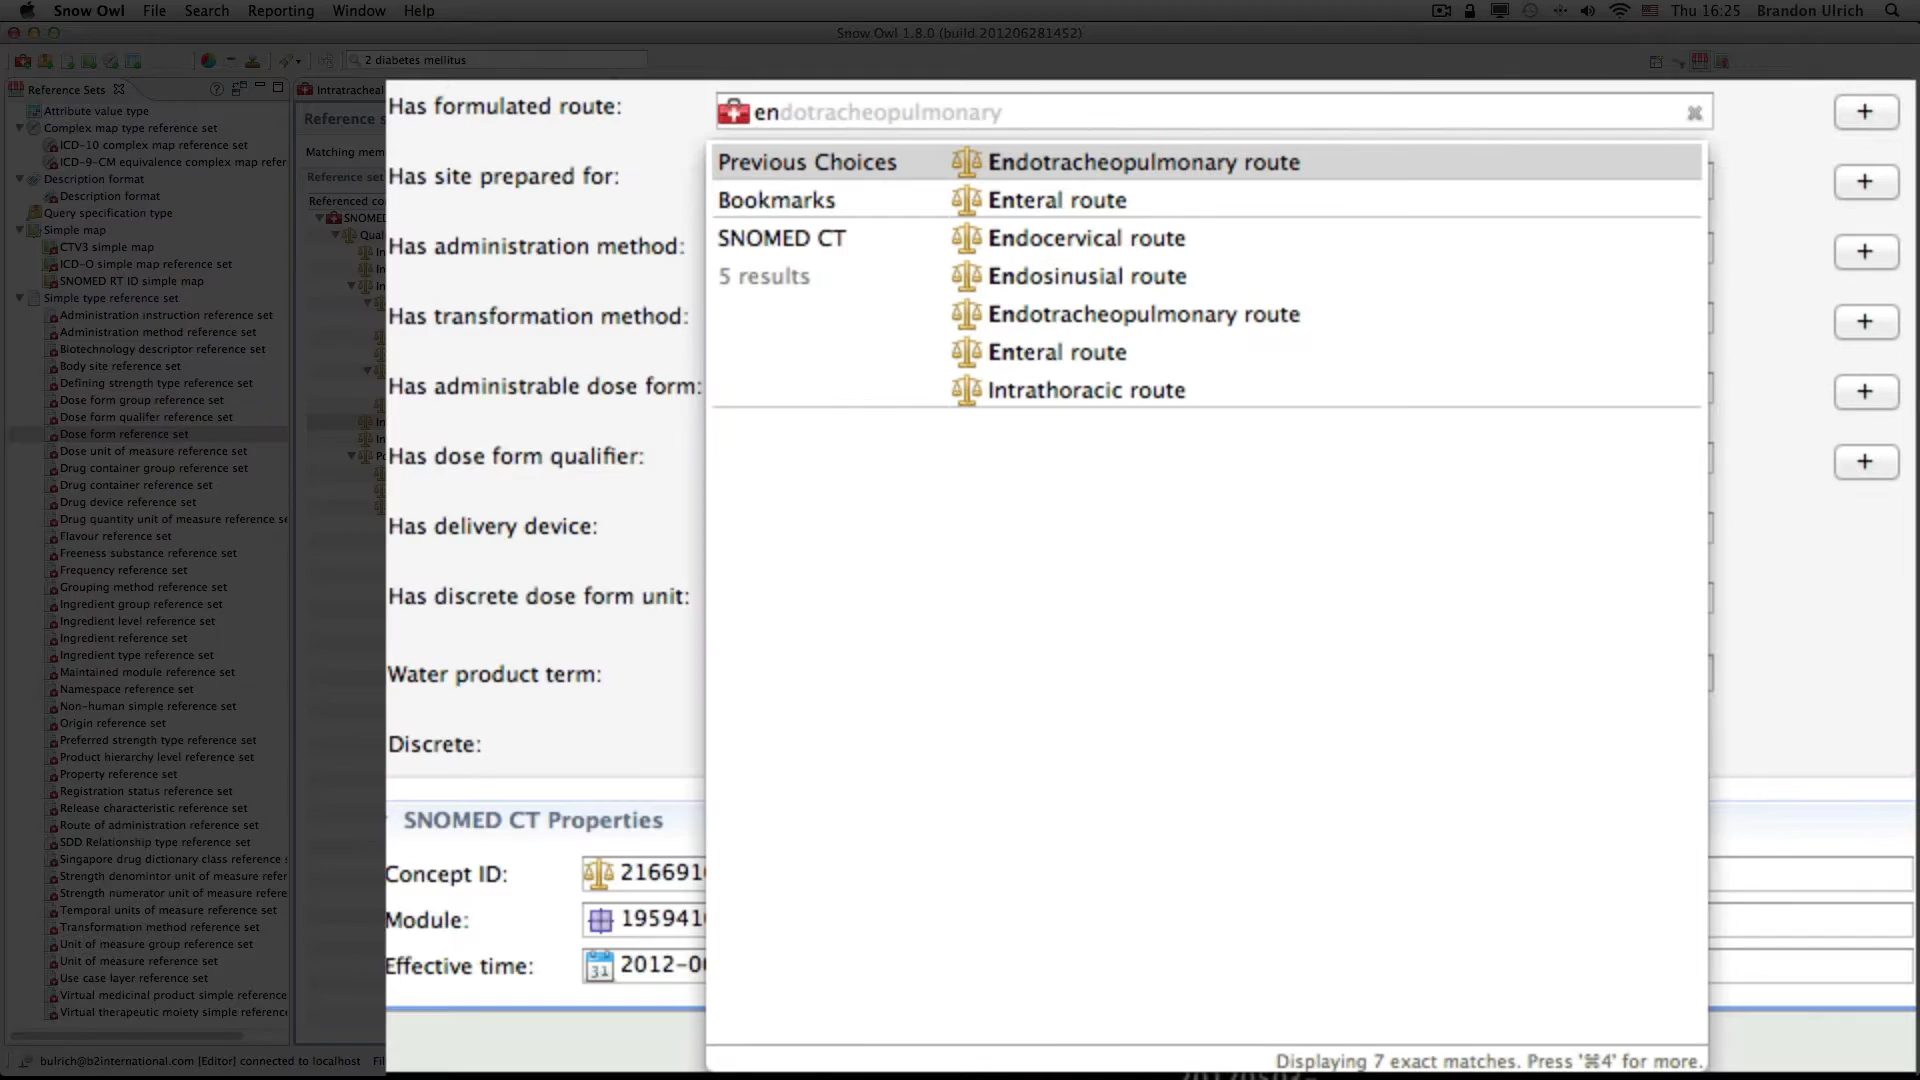 Snow Owl File Search Reporting Window Help
Thu 16:25 Brandon Ulrich
Snow Owl 1.8.0 (build 201206281452)
2 diabetes mellitus
Reference Sets
Attribute value type
Complex map type reference set
ICD-10 complex map reference set
ICD-9-CM equivalence complex map refer
Description format
Description format
Query specification type
Simple map
CTV3 simple map
ICD-O simple map reference set
SNOMED RT ID simple map
Simple type reference set
Administration instruction reference set
Administration method reference set
Biotechnology descriptor reference set
Body site reference set
Defining strength type reference set
Dose form group reference set
Dose form qualifer reference set
Dose form reference set
Dose unit of measure reference set
Drug container group reference set
Drug container reference set
Drug device reference set
Drug quantity unit of measure reference se
Flavour reference set
Freeness substance reference set
Frequency reference set
Grouping method reference set
Ingredient group reference set
Ingredient level reference set
Ingredient reference set
Ingredient type reference set
Maintained module reference set
Namespace reference set
Non-human simple reference set
Origin reference set
Preferred strength type reference set
Product hierarchy level reference set
Property reference set
Registration status reference set
Release characteristic reference set
Route of administration reference set
SDD Relationship type reference set
Singapore drug dictionary class reference s
Strength denomintor unit of measure refer
Strength numerator unit of measure refere
Temporal units of measure reference set
Transformation method reference set
Unit of measure group reference set
Unit of measure reference set
Use case layer reference set
Virtual medicinal product simple reference
Virtual therapeutic moiety simple reference
bulrich@b2international.com [Editor] connected to localhost
Intratracheal
Reference s
Matching mem
Reference set
Referenced co
SNOMED
Qual
Has formulated route:
endotracheopulmonary
+
Has site prepared for:
+
Has administration method:
+
Has transformation method:
+
Has administrable dose form:
+
Has dose form qualifier:
+
Has delivery device:
Has discrete dose form unit:
Water product term:
Discrete:
Previous Choices Endotracheopulmonary route
Bookmarks Enteral route
SNOMED CT Endocervical route
5 results Endosinusial route
Endotracheopulmonary route
Enteral route
Intrathoracic route
SNOMED CT Properties
Concept ID: 216691
Module: 195941
Effective time: 31 2012-0
Displaying 7 exact matches. Press '⌘4' for more.